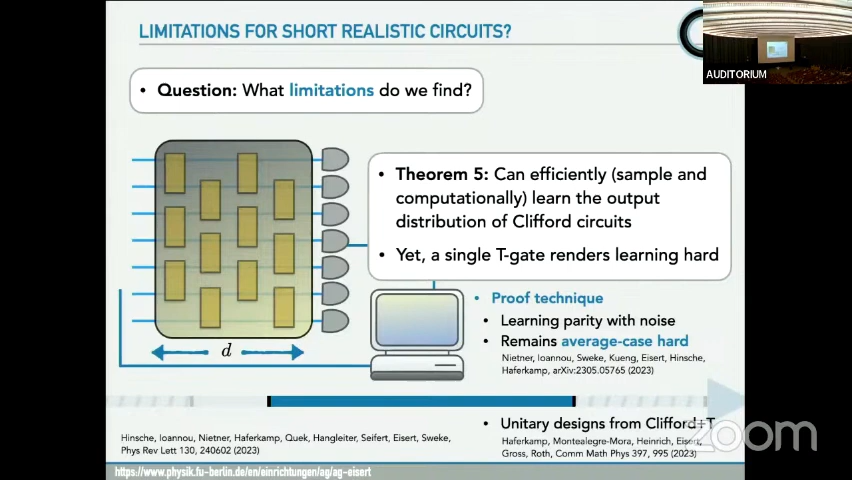 LIMITATIONS FOR SHORT REALISTIC CIRCUITS?
AUDITORIUM
• Question: What limitations do we find?
• Theorem 5: Can efficiently (sample and
computationally) learn the output
distribution of Clifford circuits
• Yet, a single T-gate renders learning hard
d
• Proof technique
• Learning parity with noise
• Remains average-case hard
Nietner, Ioannou, Sweke, Kueng, Eisert, Hinsche,
Haferkamp, arXiv:2305.05765 (2023)
• Unitary designs from Clifford+T
zoom
Hinsche, Ioannou, Nietner, Haferkamp, Quek, Hangleiter, Seifert, Eisert, Sweke,
Phys Rev Lett 130, 240602 (2023)
Haferkamp, Montealegre-Mora, Heinrich, Eisert,
Gross, Roth, Comm Math Phys 397, 995 (2023)
https://www.physik.fu-berlin.de/en/einrichtungen/ag/ag-eisert